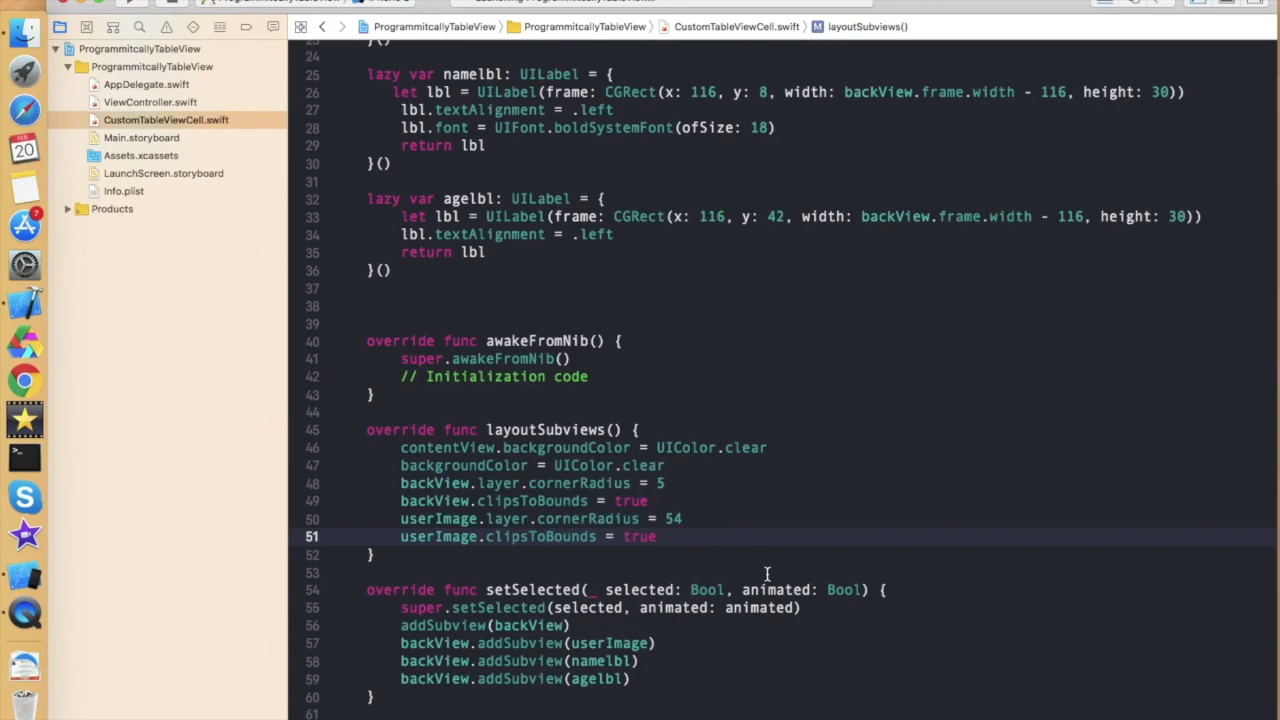 ProgrammitcallyTableView
ProgrammitcallyTableView
CustomTableViewCell.swift
layoutSubviews()
ProgrammitcallyTableView
ProgrammitcallyTableView
AppDelegate.swift
ViewController.swift
CustomTableViewCell.swift
Main.storyboard
Assets.xcassets
LaunchScreen.storyboard
Info.plist
Products
FEB
20
7
23 }()
24
25 lazy var namelbl: UILabel = {
26 let lbl = UILabel(frame: CGRect(x: 116, y: 8, width: backView.frame.width - 116, height: 30))
27 lbl.textAlignment = .left
28 lbl.font = UIFont.boldSystemFont(ofSize: 18)
29 return lbl
30 }()
31
32 lazy var agelbl: UILabel = {
33 let lbl = UILabel(frame: CGRect(x: 116, y: 42, width: backView.frame.width - 116, height: 30))
34 lbl.textAlignment = .left
35 return lbl
36 }()
37
38
39
40 override func awakeFromNib() {
41 super.awakeFromNib()
42 // Initialization code
43 }
44
45 override func layoutSubviews() {
46 contentView.backgroundColor = UIColor.clear
47 backgroundColor = UIColor.clear
48 backView.layer.cornerRadius = 5
49 backView.clipsToBounds = true
50 userImage.layer.cornerRadius = 54
51 userImage.clipsToBounds = true
52 }
53
54 override func setSelected(_ selected: Bool, animated: Bool) {
55 super.setSelected(selected, animated: animated)
56 addSubview(backView)
57 backView.addSubview(userImage)
58 backView.addSubview(namelbl)
59 backView.addSubview(agelbl)
60 }
61